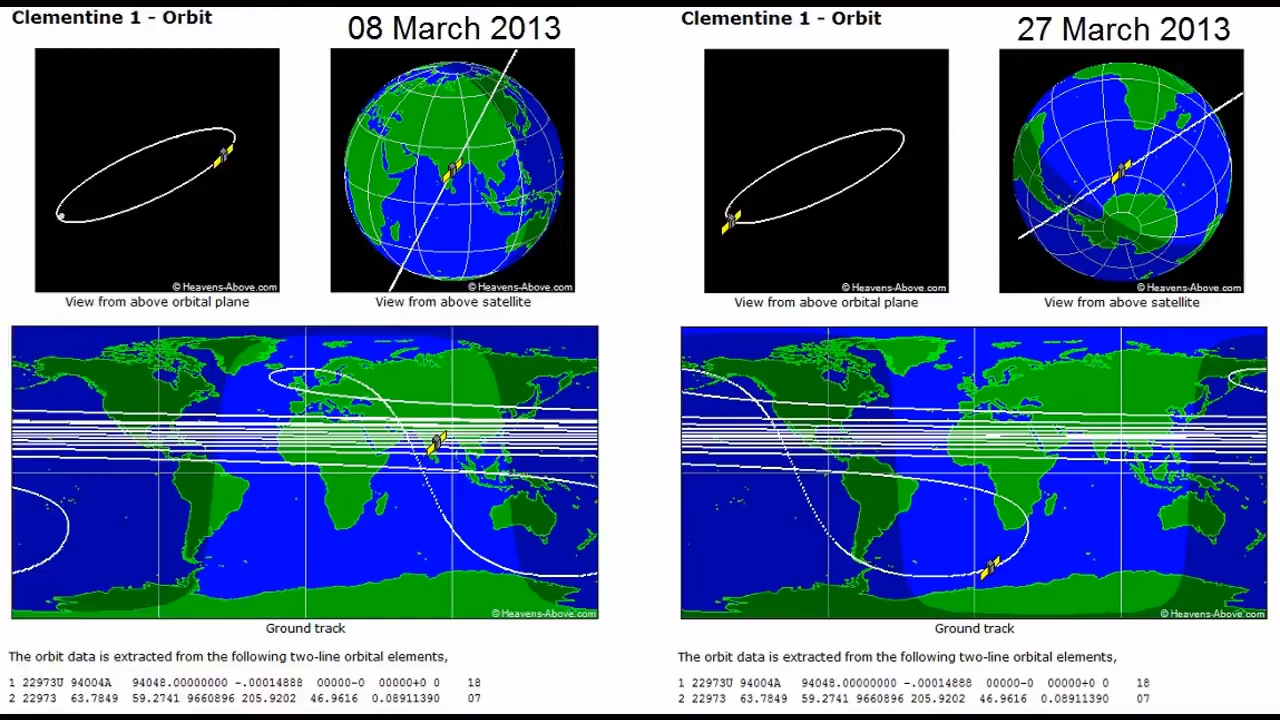 Clementine 1 - Orbit
08 March 2013
© Heavens-Above.com
© Heavens-Above.com
View from above orbital plane
View from above satellite
© Heavens-Above.com
Ground track
The orbit data is extracted from the following two-line orbital elements,
1 22973U 94004A 94048.00000000 -.00014888 00000-0 00000+0 0 18
2 22973 63.7849 59.2741 9660896 205.9202 46.9616 0.08911390 07
Clementine 1 - Orbit
27 March 2013
© Heavens-Above.com
© Heavens-Above.com
View from above orbital plane
View from above satellite
© Heavens-Above.com
Ground track
The orbit data is extracted from the following two-line orbital elements,
1 22973U 94004A 94048.00000000 -.00014888 00000-0 00000+0 0 18
2 22973 63.7849 59.2741 9660896 205.9202 46.9616 0.08911390 07